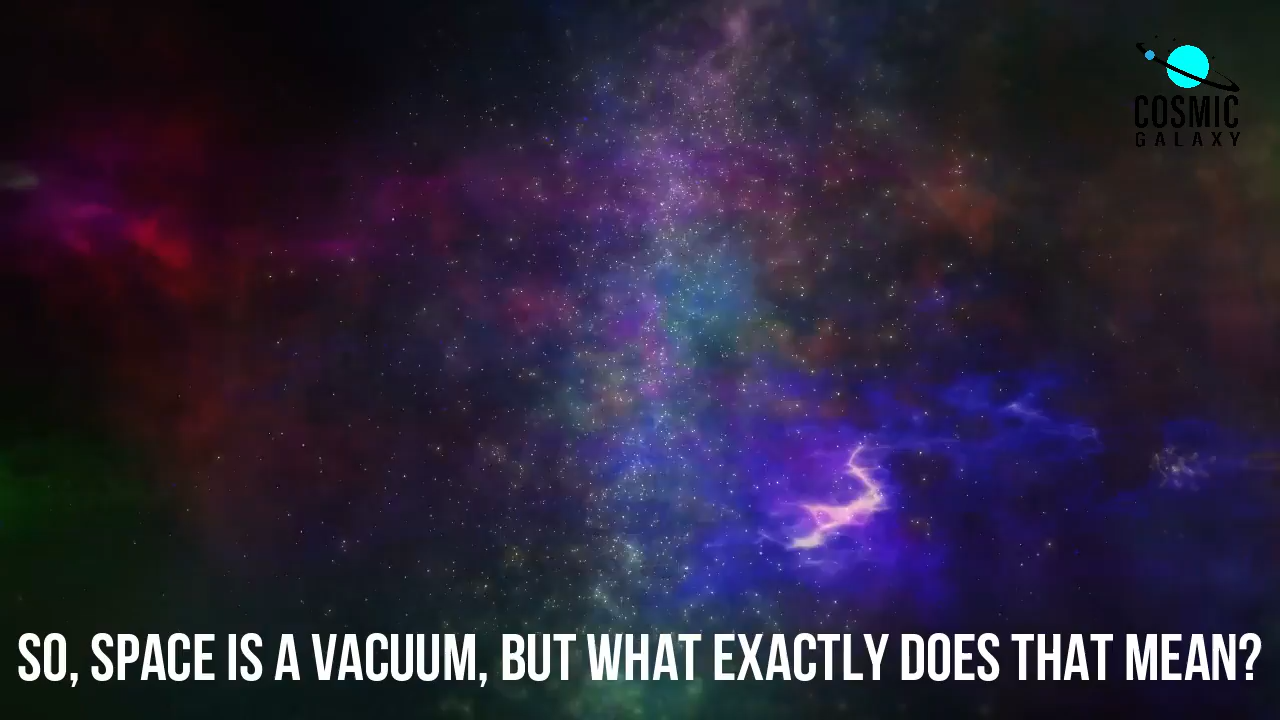 COSMIC
GALAXY
SO, SPACE IS A VACUUM, BUT WHAT EXACTLY DOES THAT MEAN?